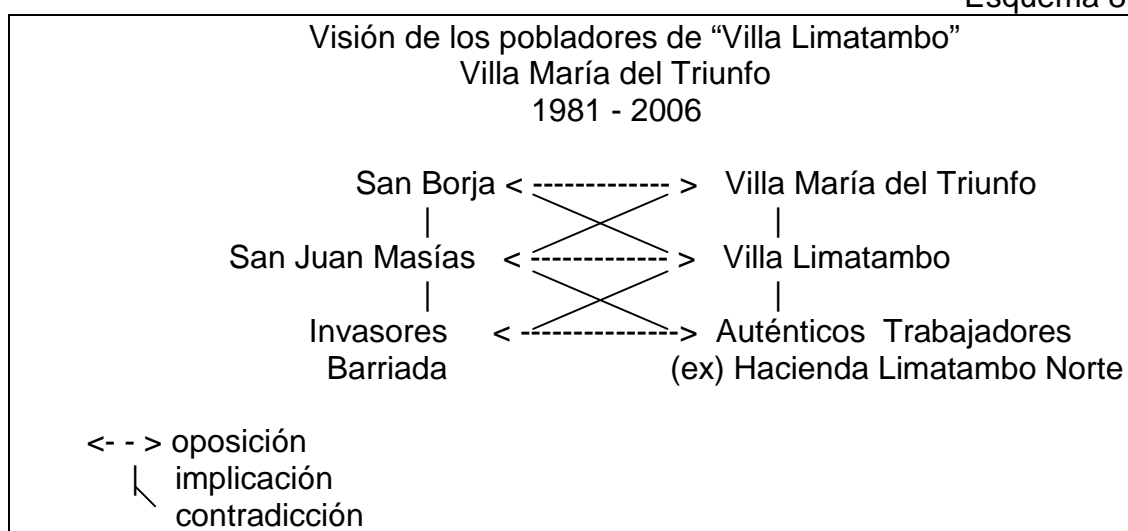 Esquema 8
Visión de los pobladores de “Villa Limatambo”
Villa María del Triunfo
1981 - 2006
San Borja < ------------- > Villa María del Triunfo
| |
San Juan Masías < ------------- > Villa Limatambo
| |
Invasores < --------------> Auténticos Trabajadores
Barriada (ex) Hacienda Limatambo Norte
<- - > oposición
| implicación
\ contradicción